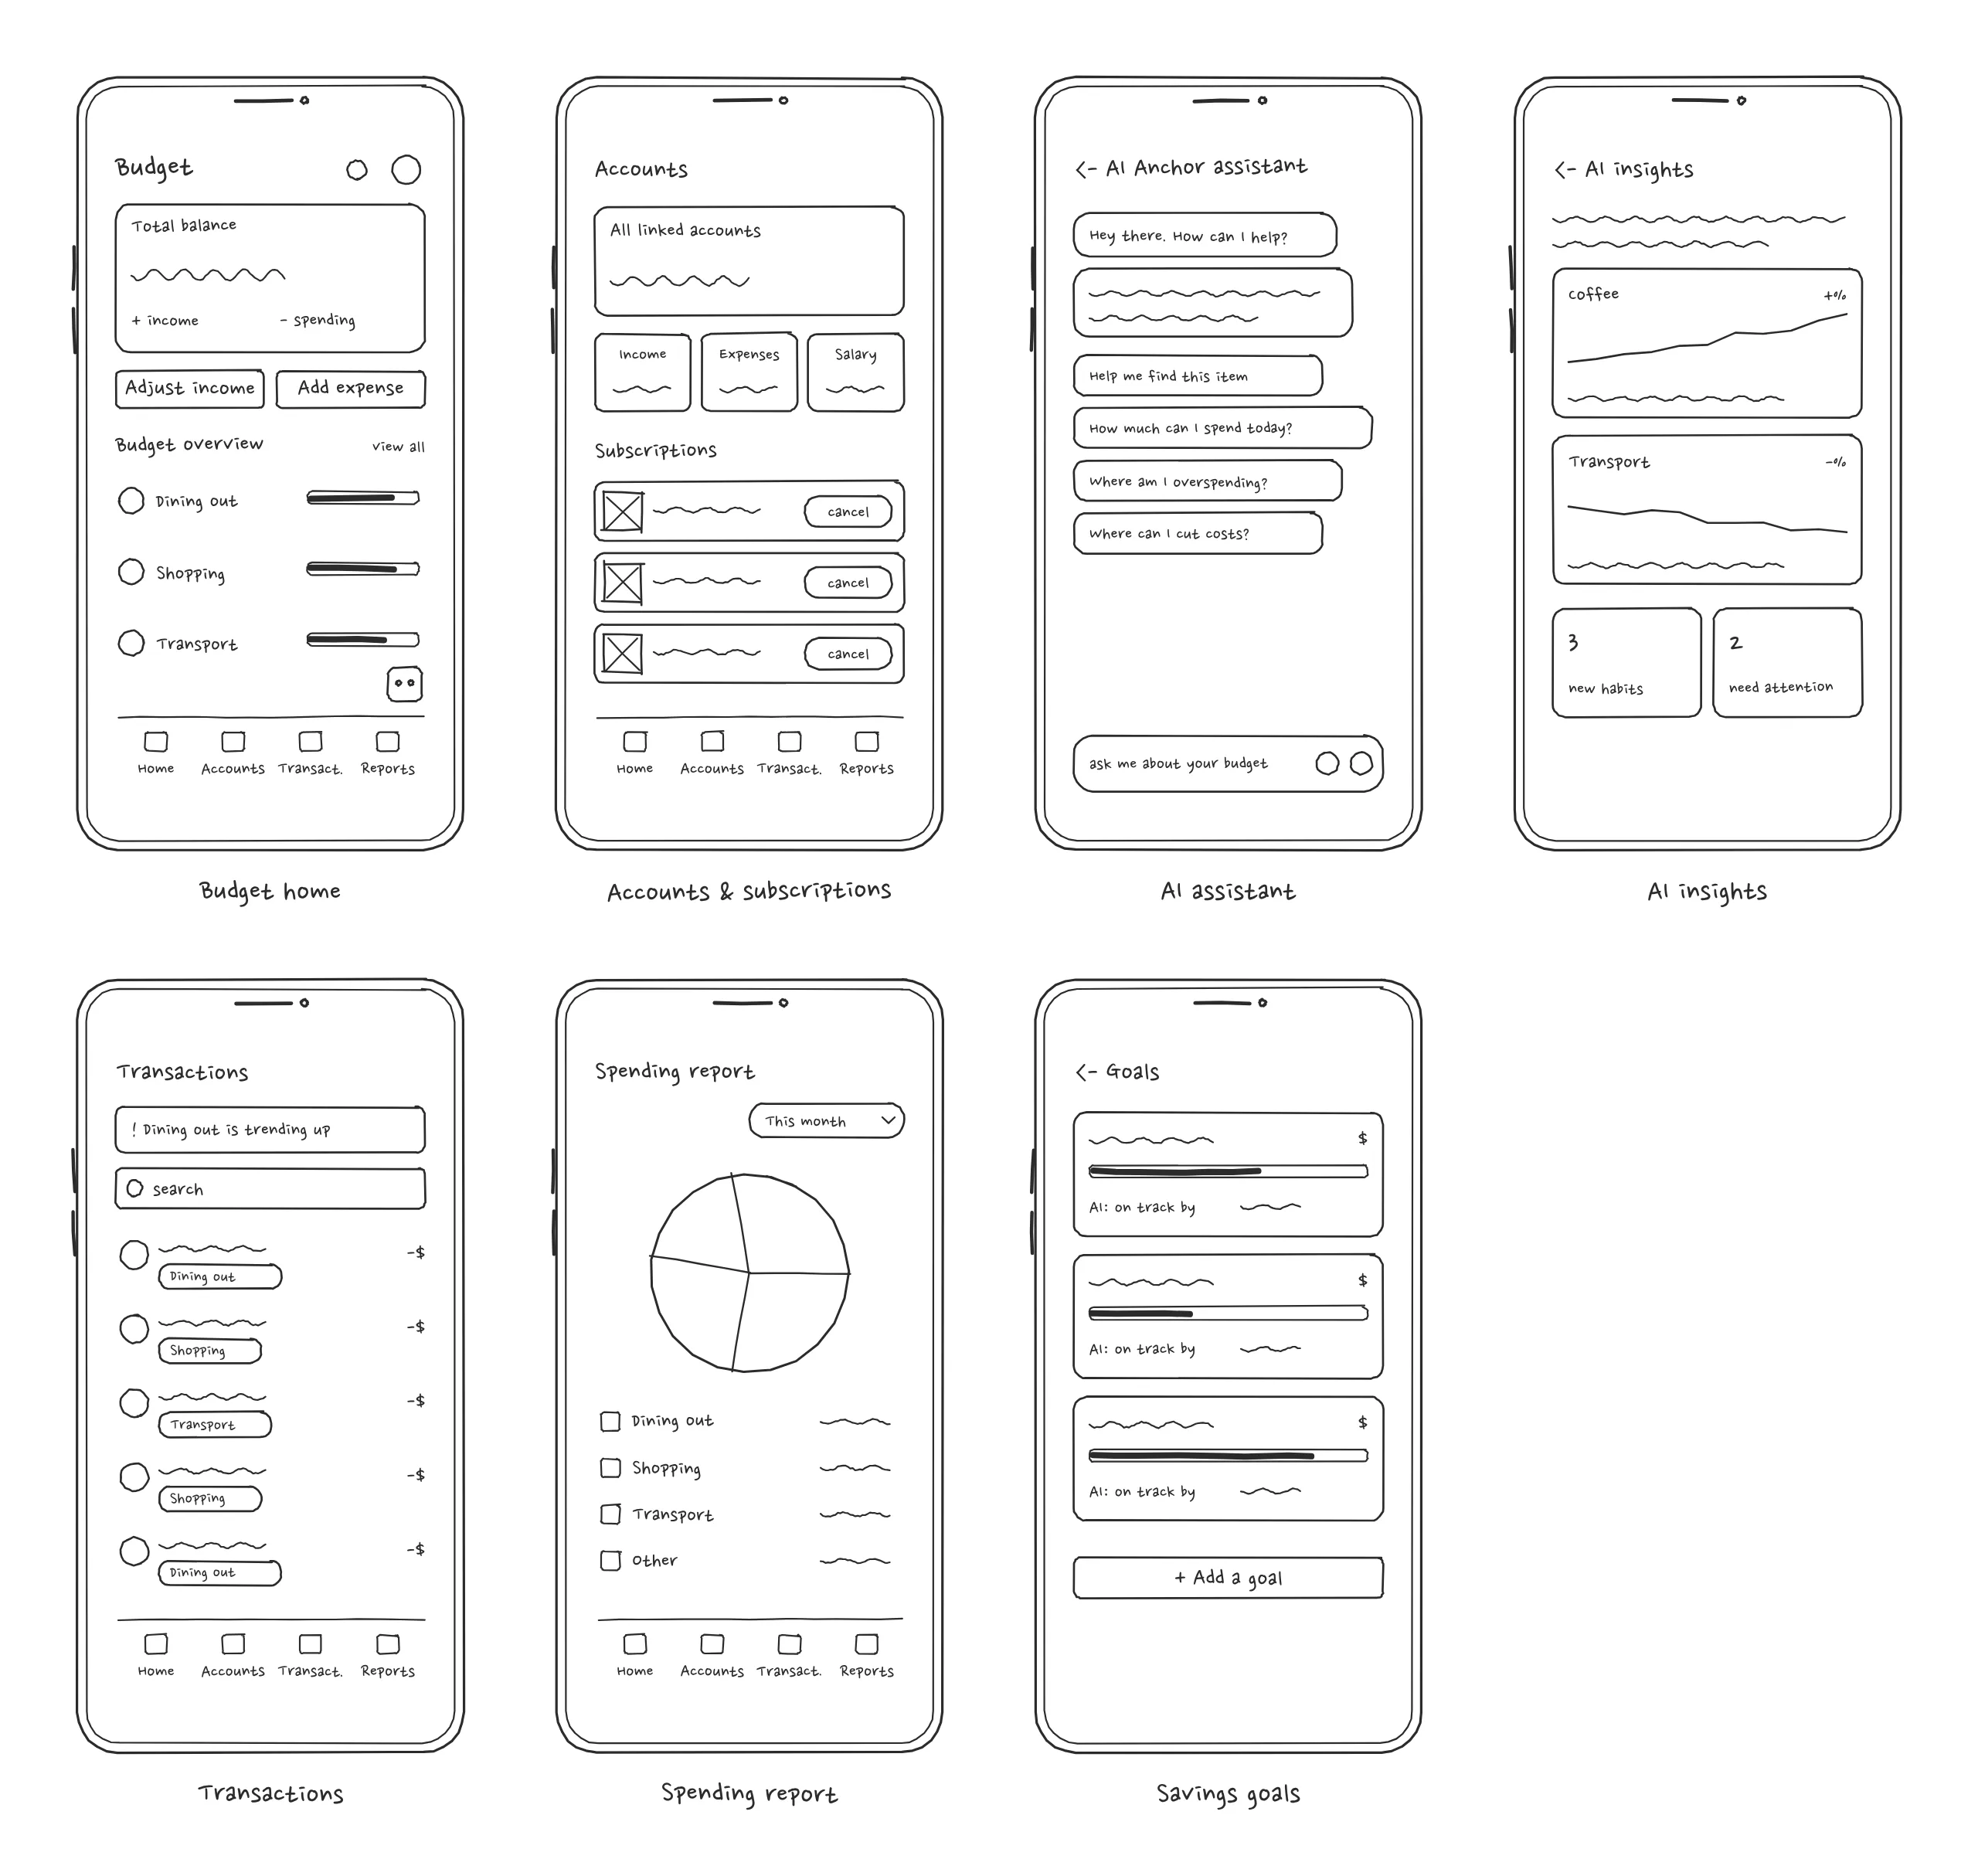 Budget
Total balance
+ income - spending
Adjust income Add expense
Budget overview view all
Dining out
Shopping
Transport
Home Accounts Transact. Reports
Budget home
Accounts
All linked accounts
Income Expenses Salary
Subscriptions
cancel
cancel
cancel
Home Accounts Transact. Reports
Accounts & subscriptions
<- AI Anchor assistant
Hey there. How can I help?
Help me find this item
How much can I spend today?
Where am I overspending?
Where can I cut costs?
ask me about your budget
AI assistant
<- AI insights
coffee +%
Transport -%
3 2
new habits need attention
AI insights
Transactions
! Dining out is trending up
search
-$
Dining out
-$
Shopping
-$
Transport
-$
Shopping
-$
Dining out
Home Accounts Transact. Reports
Transactions
Spending report
This month
Dining out
Shopping
Transport
Other
Home Accounts Transact. Reports
Spending report
<- Goals
$
AI: on track by
$
AI: on track by
$
AI: on track by
+ Add a goal
Savings goals